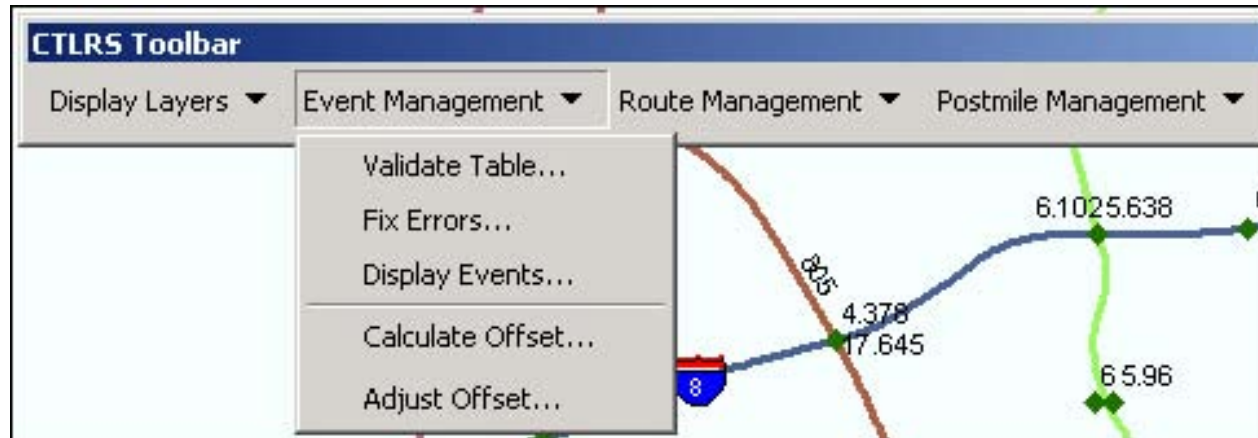 CTLRS Toolbar
Display Layers
Event Management
Route Management
Postmile Management
Validate Table...
Fix Errors...
Display Events...
Calculate Offset...
Adjust Offset...
6.1025.638
805
4.378
17.645
8
6 5.96